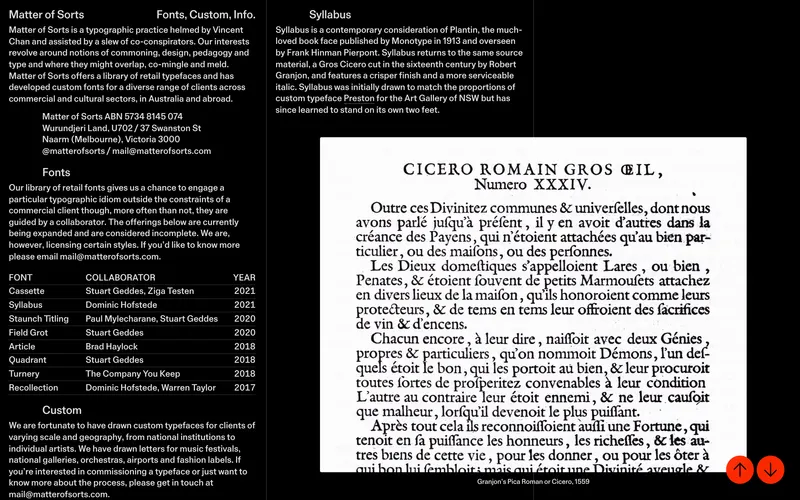 Matter of Sorts
Fonts, Custom, Info.
Matter of Sorts is a typographic practice helmed by Vincent
Chan and assisted by a slew of co-conspirators. Our interests
revolve around notions of commoning, design, pedagogy and
type and where they might overlap, co-mingle and meld.
Matter of Sorts offers a library of retail typefaces and has
developed custom fonts for a diverse range of clients across
commercial and cultural sectors, in Australia and abroad.
Matter of Sorts ABN 5734 8145 074
Wurundjeri Land, U702 / 37 Swanston St
Naarm (Melbourne), Victoria 3000
@matterofsorts / mail@matterofsorts.com
Fonts
Our library of retail fonts gives us a chance to engage a
particular typographic idiom outside the constraints of a
commercial client though, more often than not, they are
guided by a collaborator. The offerings below are currently
being expanded and are considered incomplete. We are,
however, licensing certain styles. If you'd like to know more
please email mail@matterofsorts.com.
FONT COLLABORATOR YEAR
Cassette Stuart Geddes, Ziga Testen 2021
Syllabus Dominic Hofstede 2021
Staunch Titling Paul Mylecharane, Stuart Geddes 2020
Field Grot Stuart Geddes 2020
Article Brad Haylock 2018
Quadrant Stuart Geddes 2018
Turnery The Company You Keep 2018
Recollection Dominic Hofstede, Warren Taylor 2017
Custom
We are fortunate to have drawn custom typefaces for clients of
varying scale and geography, from national institutions to
individual artists. We have drawn letters for music festivals,
national galleries, orchestras, airports and fashion labels. If
you're interested in commissioning a typeface or just want to
know more about the process, please get in touch at
mail@matterofsorts.com
Syllabus
Syllabus is a contemporary consideration of Plantin, the much-
loved book face published by Monotype in 1913 and overseen
by Frank Hinman Pierpont. Syllabus returns to the same source
material, a Gros Cicero cut in the sixteenth century by Robert
Granjon, and features a crisper finish and a more serviceable
italic. Syllabus was initially drawn to match the proportions of
custom typeface Preston for the Art Gallery of NSW but has
since learned to stand on its own two feet.
CICERO ROMAIN GROS ŒIL,
Numero XXXIV.
Outre ces Divinitez communes & univerſelles, dont nous
avons parlé juſqu'à préſent, il y en avoit d'autres dans la
créance des Payens, qui n'étoient attachées qu'au bien par-
ticulier, ou des maiſons, ou des perſonnes.
Les Dieux domeſtiques s'appelloient Lares, ou bien,
Penates, & étoient ſouvent de petits Marmouſets attachez
en divers lieux de la maiſon, qu'ils honoroient comme leurs
protecteurs, & de tems en tems leur offroient des ſacrifices
de vin & d'encens.
Chacun encore, à leur dire, naiſſoit avec deux Génies,
propres & particuliers, qu'on nommoit Démons, l'un deſ-
quels étoit le bon, qui les portoit au bien, & leur procuroit
toutes ſortes de proſperitez convenables à leur condition
L'autre au contraire leur étoit ennemi, & ne leur cauſoit
que malheur, lorſqu'il devenoit le plus puiſſant.
Après tout cela ils reconnoiſſoient auſſi une Fortune, qui
tenoit en ſa puiſſance les honneurs, les richeſſes, & les au-
tres biens de cette vie, pour les donner, ou pour les ôter à
qui bon lui ſembloit; mais qui étoit une Divinité aveugle &
Granjon's Pica Roman or Cicero, 1559